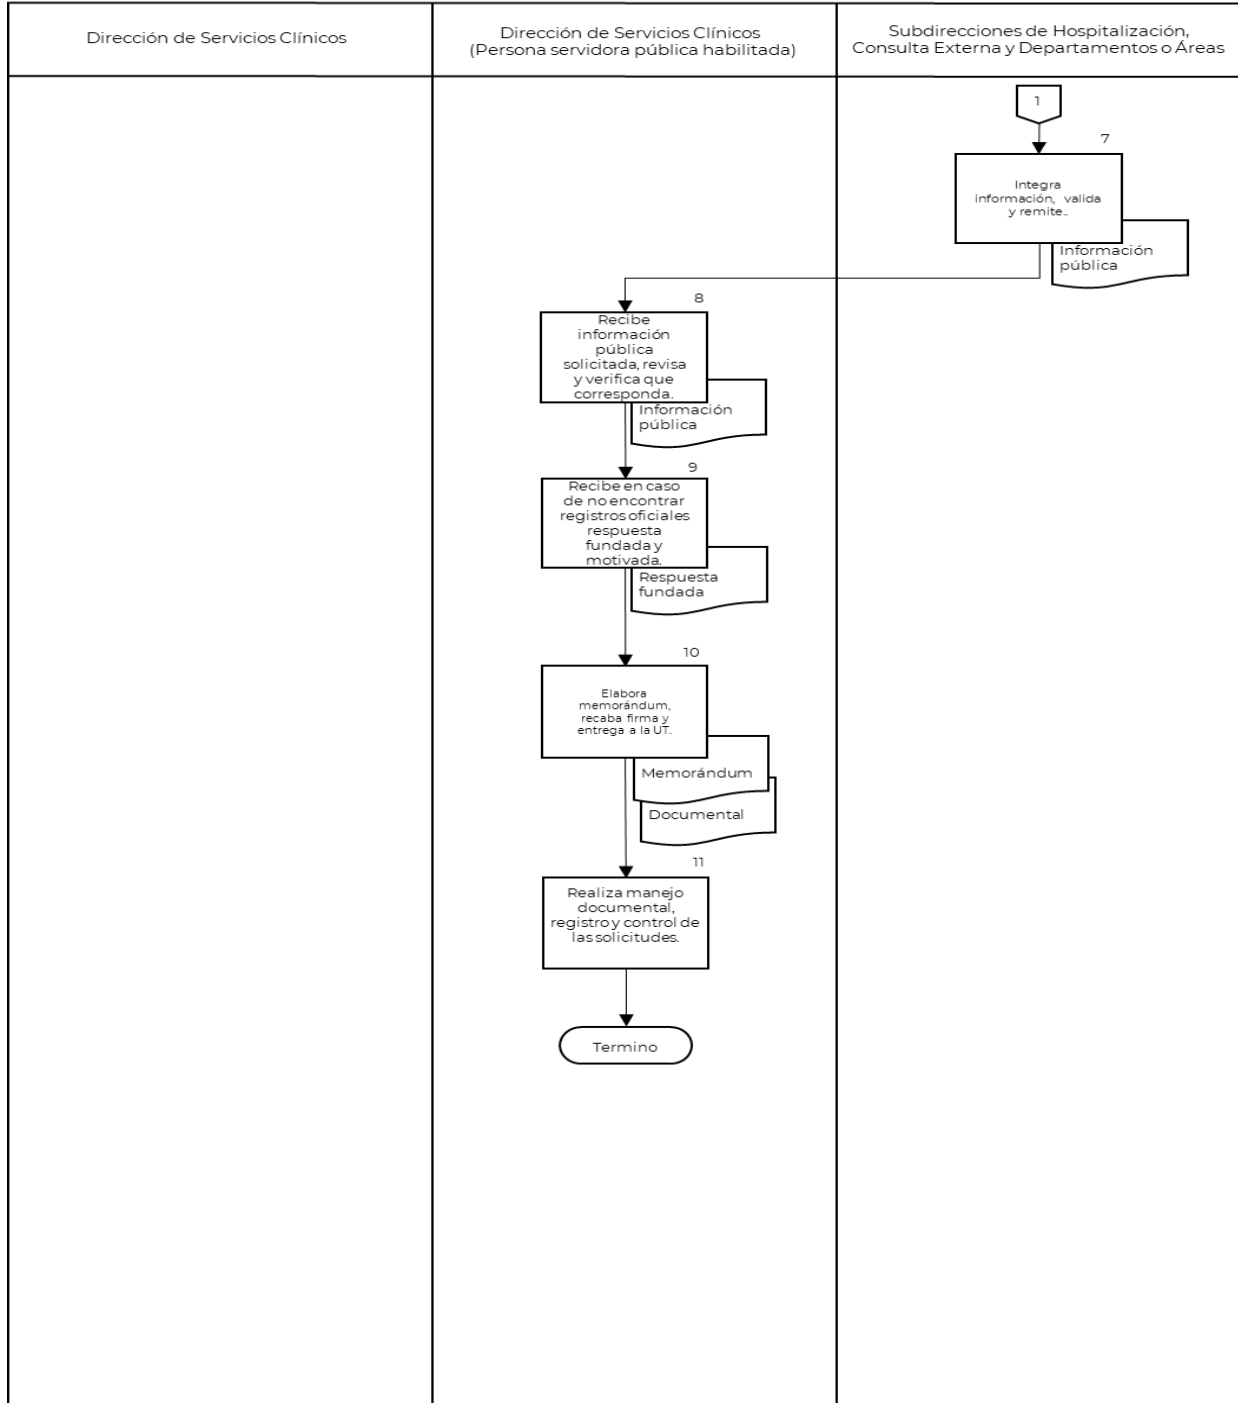 Dirección de Servicios Clínicos
Dirección de Servicios Clínicos
(Persona servidora pública habilitada)
Subdirecciones de Hospitalización,
Consulta Externa y Departamentos o Áreas
1
7
Integra
información, valida
y remite..
Información
pública
8
Recibe
información
pública
solicitada, revisa
y verifica que
corresponda.
Información
pública
9
Recibe en caso
de no encontrar
registros oficiales
respuesta
fundada y
motivada.
Respuesta
fundada
10
Elabora
memorándum,
recaba firma y
entrega a la UT.
Memorándum
Documental
11
Realiza manejo
documental,
registro y control de
las solicitudes.
Termino